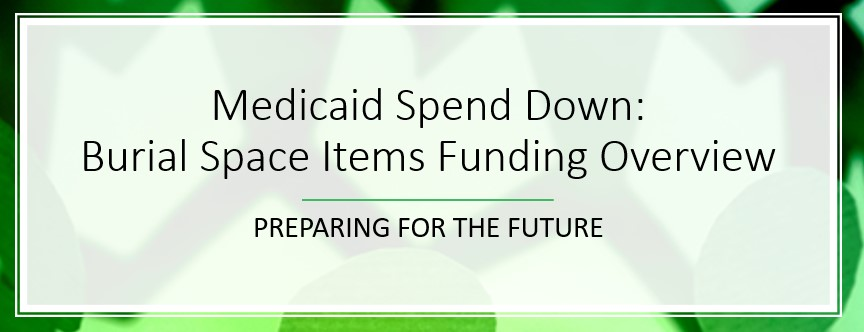 Medicaid Spend Down:
Burial Space Items Funding Overview
PREPARING FOR THE FUTURE